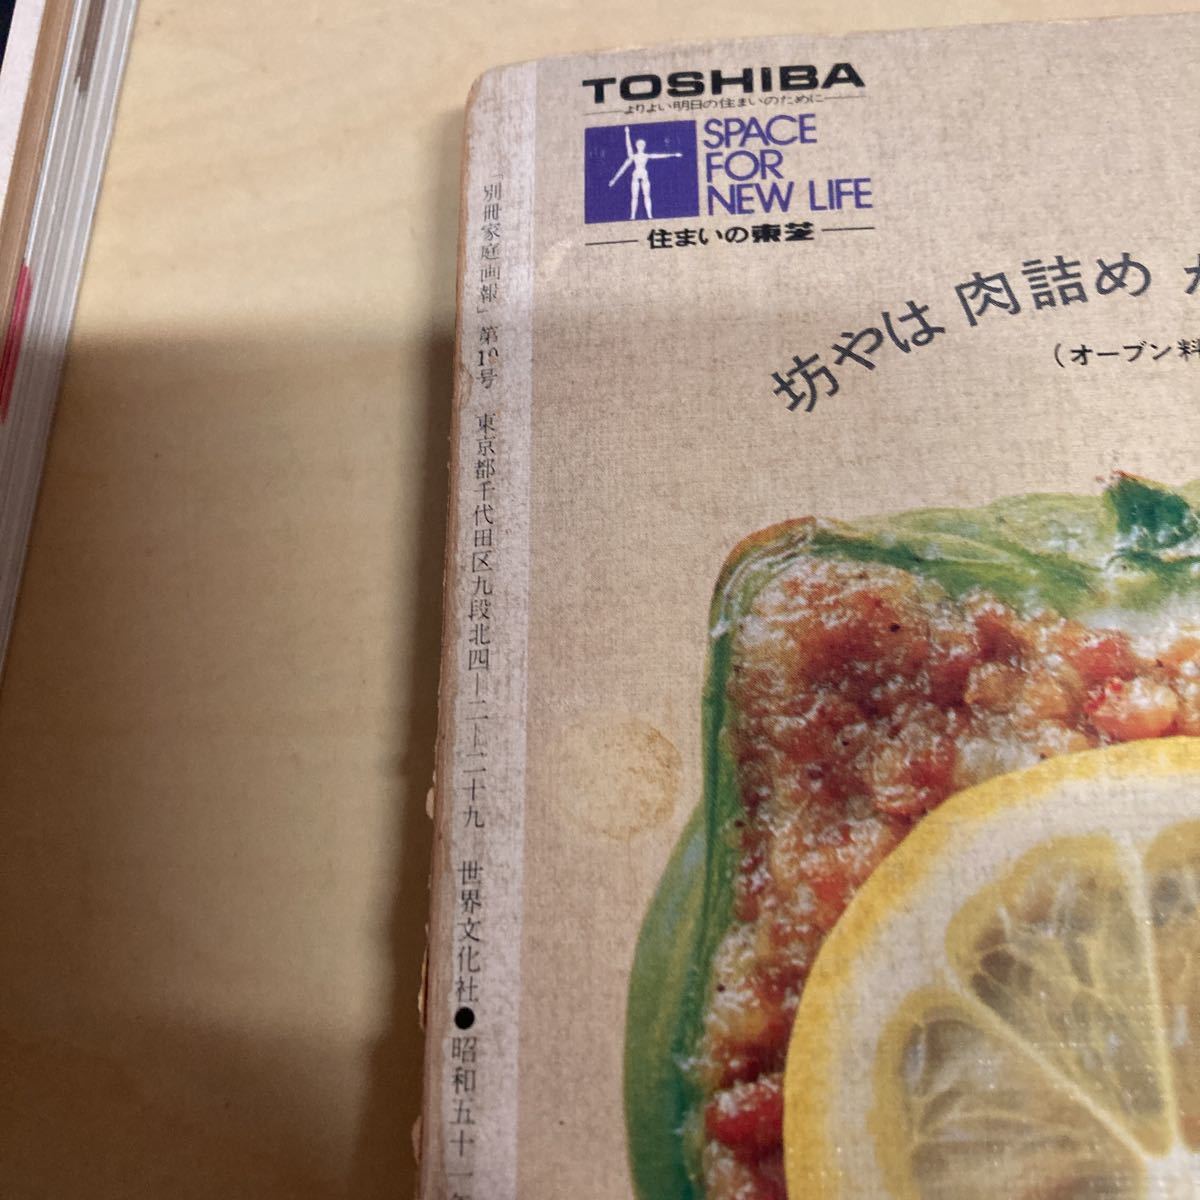 TOSHIBA
よりよい明日の住まいのために
SPACE
FOR
NEW LIFE
住まいの東芝
坊やは 肉詰め
(オーブン料
「別冊家庭画報」第10号 東京都千代田区九段北四―二―二十九 世界文化社●昭和五十一年